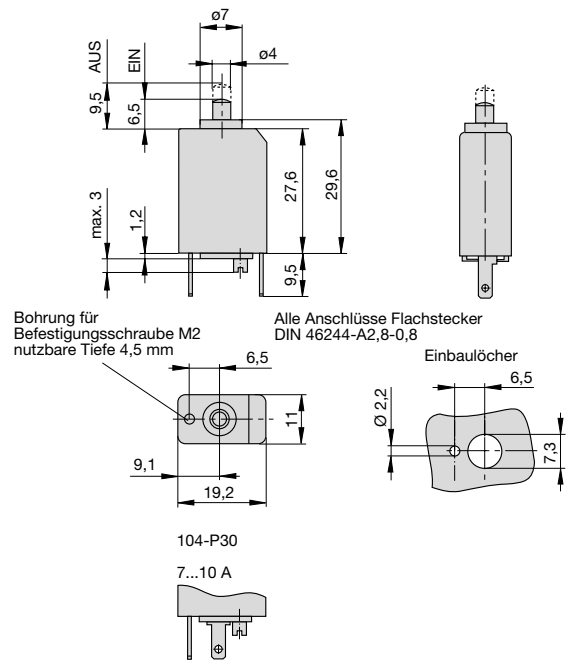 ø7
ø4
AUS
EIN
9,5
6,5
27,6
29,6
max. 3
1,2
9,5
Bohrung für
Befestigungsschraube M2
nutzbare Tiefe 4,5 mm
Alle Anschlüsse Flachstecker
DIN 46244-A2,8-0,8
Einbaulöcher
6,5
11
9,1
19,2
6,5
Ø 2,2
7,3
104-P30
7...10 A